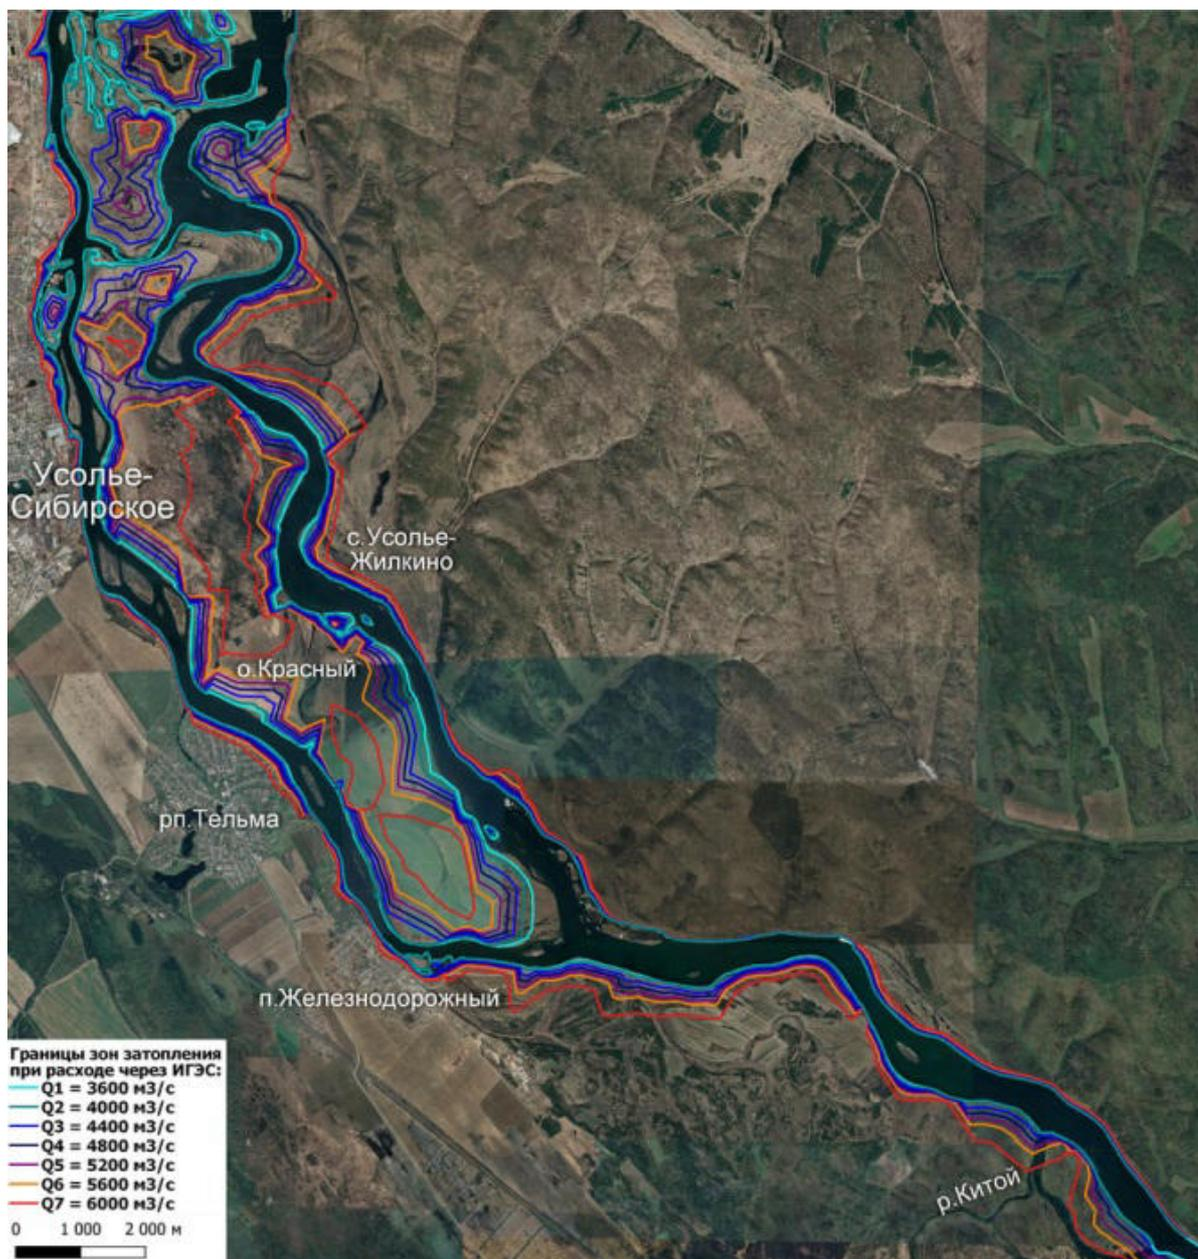 Усолье-
Сибирское
с.Усолье-
Жилкино
о.Красный
рп.Тельма
п.Железнодорожный
р.Китой
Границы зон затопления
при расходе через ИГЭС:
Q1 = 3600 м3/с
Q2 = 4000 м3/с
Q3 = 4400 м3/с
Q4 = 4800 м3/с
Q5 = 5200 м3/с
Q6 = 5600 м3/с
Q7 = 6000 м3/с
0 1 000 2 000 м